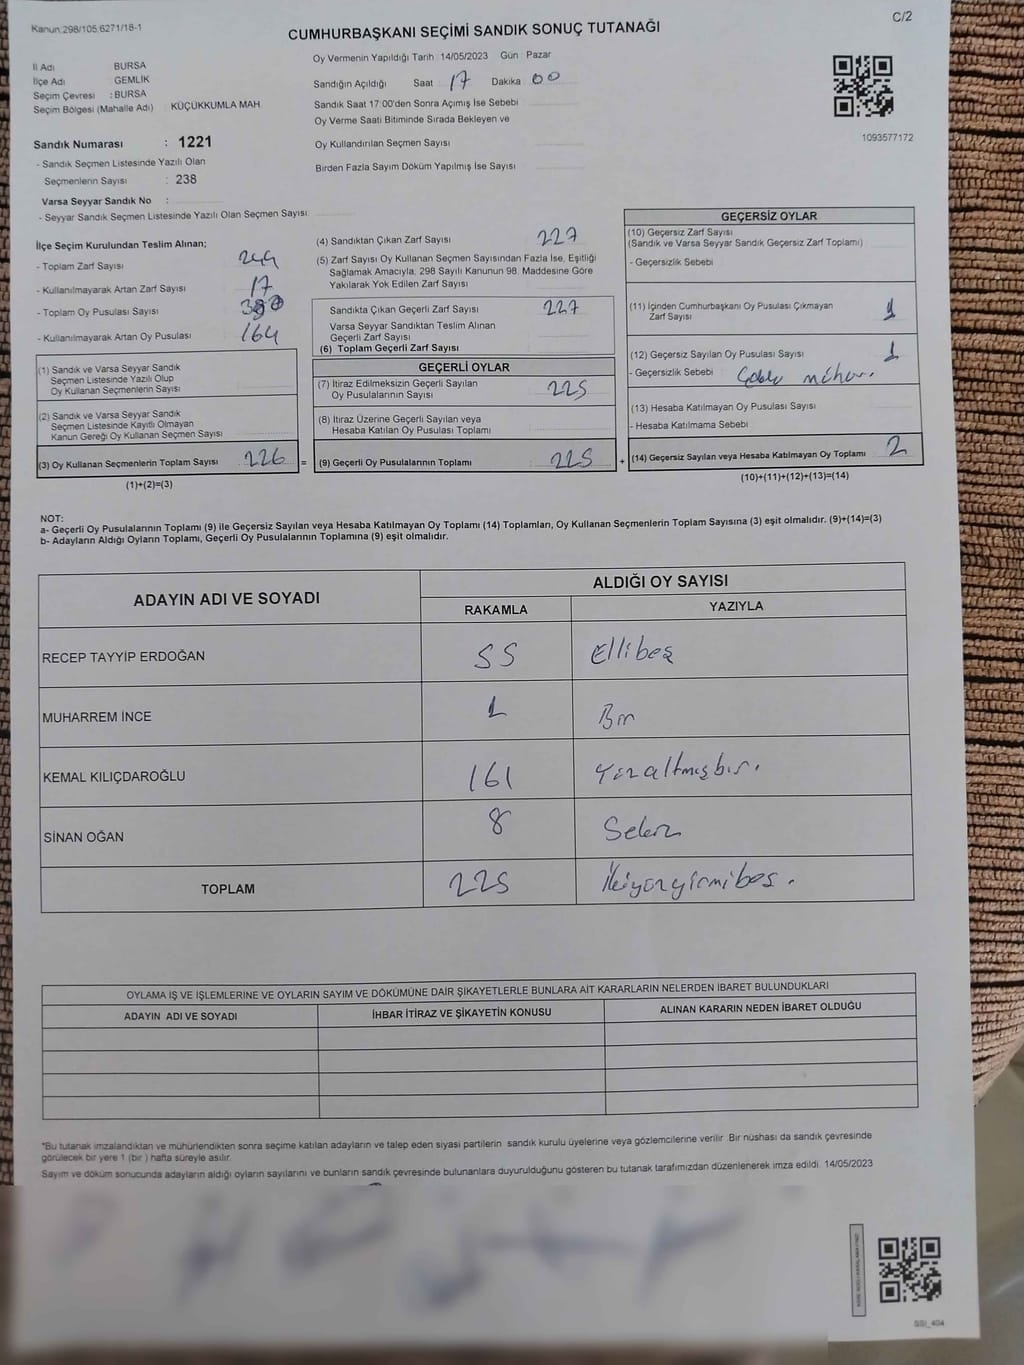 Kanun:298/105,6271/18-1
C/2
CUMHURBAŞKANI SEÇİMİ SANDIK SONUÇ TUTANAĞI
Oy Vermenin Yapıldığı Tarih :14/05/2023 Gün : Pazar
İl Adı BURSA
İlçe Adı GEMLİK
Seçim Çevresi : BURSA
Seçim Bölgesi (Mahalle Adı) : KÜÇÜKKUMLA MAH.
Sandığın Açıldığı Saat 17 Dakika 00
Sandık Saat 17:00'den Sonra Açımış İse Sebebi
Oy Verme Saati Bitiminde Sırada Bekleyen ve
Oy Kullandırılan Seçmen Sayısı
Birden Fazla Sayım Döküm Yapılmış İse Sayısı
1093577172
Sandık Numarası : 1221
- Sandık Seçmen Listesinde Yazılı Olan
Seçmenlerin Sayısı : 238
Varsa Seyyar Sandık No :
- Seyyar Sandık Seçmen Listesinde Yazılı Olan Seçmen Sayısı:
İlçe Seçim Kurulundan Teslim Alınan;
- Toplam Zarf Sayısı 244
- Kullanılmayarak Artan Zarf Sayısı 17
- Toplam Oy Pusulası Sayısı
- Kullanılmayarak Artan Oy Pusulası 164
(1) Sandık ve Varsa Seyyar Sandık
Seçmen Listesinde Yazılı Olup
Oy Kullanan Seçmenlerin Sayısı
(2) Sandık ve Varsa Seyyar Sandık
Seçmen Listesinde Kayıtlı Olmayan
Kanun Gereği Oy Kullanan Seçmen Sayısı
(3) Oy Kullanan Seçmenlerin Toplam Sayısı 226 =
(1)+(2)=(3)
(4) Sandıktan Çıkan Zarf Sayısı 227
(5) Zarf Sayısı Oy Kullanan Seçmen Sayısından Fazla İse, Eşitliği
Sağlamak Amacıyla, 298 Sayılı Kanunun 98. Maddesine Göre
Yakılarak Yok Edilen Zarf Sayısı
Sandıkta Çıkan Geçerli Zarf Sayısı : 227
Varsa Seyyar Sandıktan Teslim Alınan
Geçerli Zarf Sayısı
(6) Toplam Geçerli Zarf Sayısı
GEÇERLİ OYLAR
(7) İtiraz Edilmeksizin Geçerli Sayılan
Oy Pusulalarının Sayısı 225
(8) İtiraz Üzerine Geçerli Sayılan veya
Hesaba Katılan Oy Pusulası Toplamı
(9) Geçerli Oy Pusulalarının Toplamı : 225 +
GEÇERSİZ OYLAR
(10) Geçersiz Zarf Sayısı
(Sandık ve Varsa Seyyar Sandık Geçersiz Zarf Toplamı)
- Geçersizlik Sebebi
(11) İçinden Cumhurbaşkanı Oy Pusulası Çıkmayan
Zarf Sayısı 1
(12) Geçersiz Sayılan Oy Pusulası Sayısı 1
- Geçersizlik Sebebi
(13) Hesaba Katılmayan Oy Pusulası Sayısı
- Hesaba Katılmama Sebebi
(14) Geçersiz Sayılan veya Hesaba Katılmayan Oy Toplamı 2
(10)+(11)+(12)+(13)=(14)
NOT:
a- Geçerli Oy Pusulalarının Toplamı (9) ile Geçersiz Sayılan veya Hesaba Katılmayan Oy Toplamı (14) Toplamları, Oy Kullanan Seçmenlerin Toplam Sayısına (3) eşit olmalıdır. (9)+(14)=(3)
b- Adayların Aldığı Oyların Toplamı, Geçerli Oy Pusulalarının Toplamına (9) eşit olmalıdır.
ADAYIN ADI VE SOYADI
ALDIĞI OY SAYISI
RAKAMLA YAZIYLA
RECEP TAYYİP ERDOĞAN 55 Ellibeş
MUHARREM İNCE 1 Bir
KEMAL KILIÇDAROĞLU 161 Yüzaltmışbir.
SİNAN OĞAN 8 Sekiz
TOPLAM 225 İkiyüzyirmibeş.
OYLAMA İŞ VE İŞLEMLERİNE VE OYLARIN SAYIM VE DÖKÜMÜNE DAİR ŞİKAYETLERLE BUNLARA AİT KARARLARIN NELERDEN İBARET BULUNDUKLARI
ADAYIN ADI VE SOYADI İHBAR İTİRAZ VE ŞİKAYETİN KONUSU ALINAN KARARIN NEDEN İBARET OLDUĞU
*Bu tutanak imzalandıktan ve mühürlendikten sonra seçime katılan adayların ve talep eden siyasi partilerin sandık kurulu üyelerine veya gözlemcilerine verilir. Bir nüshası da sandık çevresinde
görülecek bir yere 1 (bir ) hafta süreyle asılır.
Sayım ve döküm sonucunda adayların aldığı oyların sayılarını ve bunların sandık çevresinde bulunanlara duyurulduğunu gösteren bu tutanak tarafımızdan düzenlenerek imza edildi. 14/05/2023